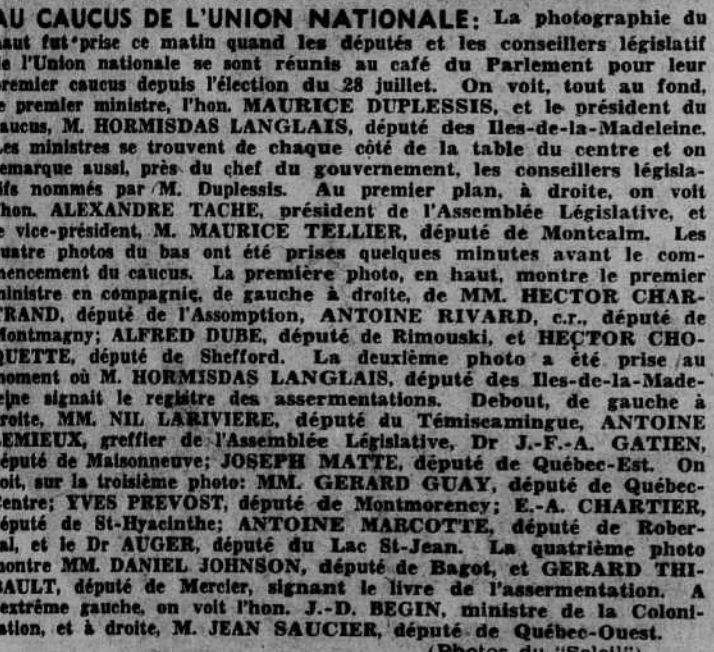 AU CAUCUS DE L'UNION NATIONALE: La photographie du
haut fut prise ce matin quand les députés et les conseillers législatif
de l'Union nationale se sont réunis au café du Parlement pour leur
premier caucus depuis l'élection du 28 juillet. On voit, tout au fond,
le premier ministre, l'hon. MAURICE DUPLESSIS, et le président du
caucus, M. HORMISDAS LANGLAIS, député des Iles-de-la-Madeleine.
Les ministres se trouvent de chaque côté de la table du centre et on
remarque aussi, près du chef du gouvernement, les conseillers législa-
tifs nommés par M. Duplessis. Au premier plan, à droite, on voit
l'hon. ALEXANDRE TACHE, président de l'Assemblée Législative, et
le vice-président, M. MAURICE TELLIER, député de Montcalm. Les
quatre photos du bas ont été prises quelques minutes avant le com-
mencement du caucus. La première photo, en haut, montre le premier
ministre en compagnie, de gauche à droite, de MM. HECTOR CHAR-
TRAND, député de l'Assomption, ANTOINE RIVARD, c.r., député de
Montmagny; ALFRED DUBE, député de Rimouski, et HECTOR CHO-
QUETTE, député de Shefford. La deuxième photo a été prise au
moment où M. HORMISDAS LANGLAIS, député des Iles-de-la-Made-
leine signait le registre des assermentations. Debout, de gauche à
droite, MM. NIL LARIVIERE, député du Témiscamingue, ANTOINE
LEMIEUX, greffier de l'Assemblée Législative, Dr J.-F.-A. GATIEN,
député de Maisonneuve; JOSEPH MATTE, député de Québec-Est. On
voit, sur la troisième photo: MM. GERARD GUAY, député de Québec-
Centre; YVES PREVOST, député de Montmorency; E.-A. CHARTIER,
député de St-Hyacinthe; ANTOINE MARCOTTE, député de Rober-
val, et le Dr AUGER, député du Lac St-Jean. La quatrième photo
montre MM. DANIEL JOHNSON, député de Bagot, et GERARD THI-
BAULT, député de Mercier, signant le livre de l'assermentation. A
l'extrême gauche, on voit l'hon. J.-D. BEGIN, ministre de la Coloni-
sation, et à droite, M. JEAN SAUCIER, député de Québec-Ouest.
(Photos du "Soleil")